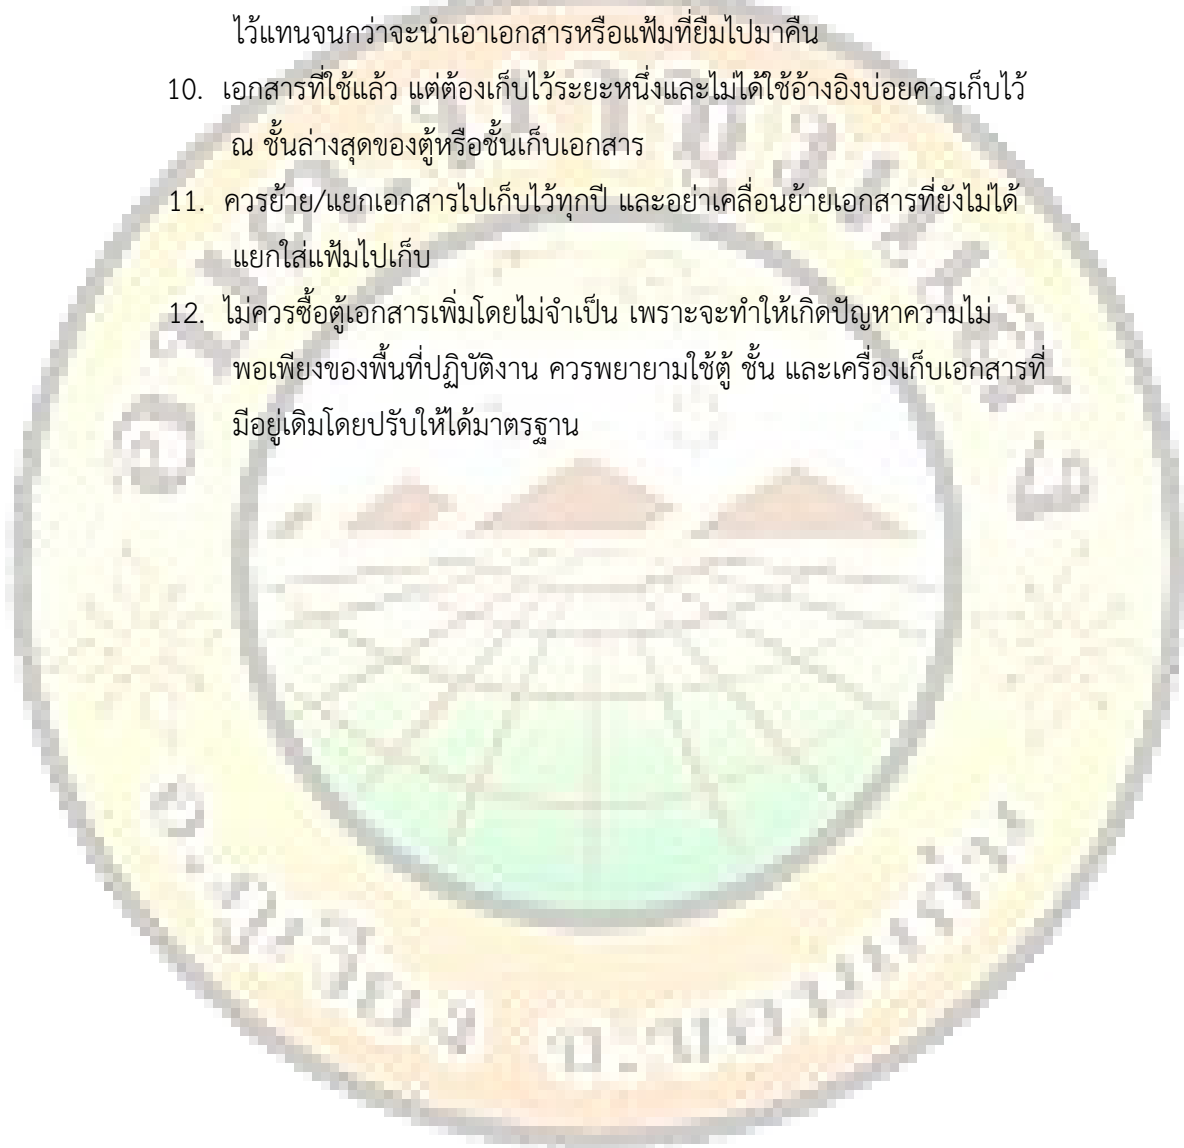 ไว้แทนจนกว่าจะนำเอาเอกสารหรือแฟ้มที่ยืมไปมาคืน
10. เอกสารที่ใช้แล้ว แต่ต้องเก็บไว้ระยะหนึ่งและไม่ได้ใช้อ้างอิงบ่อยควรเก็บไว้
ณ ชั้นล่างสุดของตู้หรือชั้นเก็บเอกสาร
11. ควรย้าย/แยกเอกสารไปเก็บไว้ทุกปี และอย่าเคลื่อนย้ายเอกสารที่ยังไม่ได้
แยกใส่แฟ้มไปเก็บ
12. ไม่ควรซื้อตู้เอกสารเพิ่มโดยไม่จำเป็น เพราะจะทำให้เกิดปัญหาความไม่
พอเพียงของพื้นที่ปฏิบัติงาน ควรพยายามใช้ตู้ ชั้น และเครื่องเก็บเอกสารที่
มีอยู่เดิมโดยปรับให้ได้มาตรฐาน
อ.ภูเวียง จ.ขอนแก่น